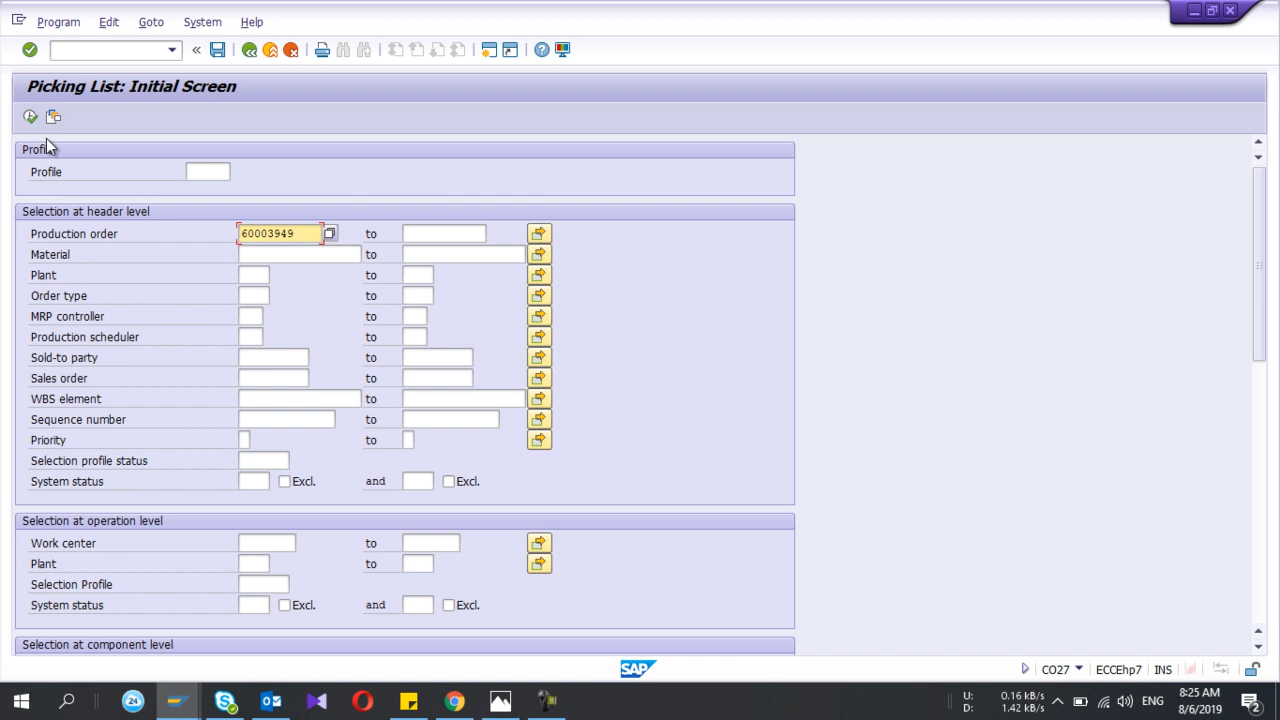 Program Edit Goto System Help
Picking List: Initial Screen
Profile
Selection at header level
Production order 60003949 to
Material to
Plant to
Order type to
MRP controller to
Production scheduler to
Sold-to party to
Sales order to
WBS element to
Sequence number to
Priority to
Selection profile status
System status Excl. and Excl.
Selection at operation level
Work center to
Plant to
Selection Profile
System status Excl. and Excl.
Selection at component level
SAP
CO27 ECCEhp7 INS
24
U: 0.16 kB/s
D: 1.42 kB/s
ENG
8:25 AM
8/6/2019
2